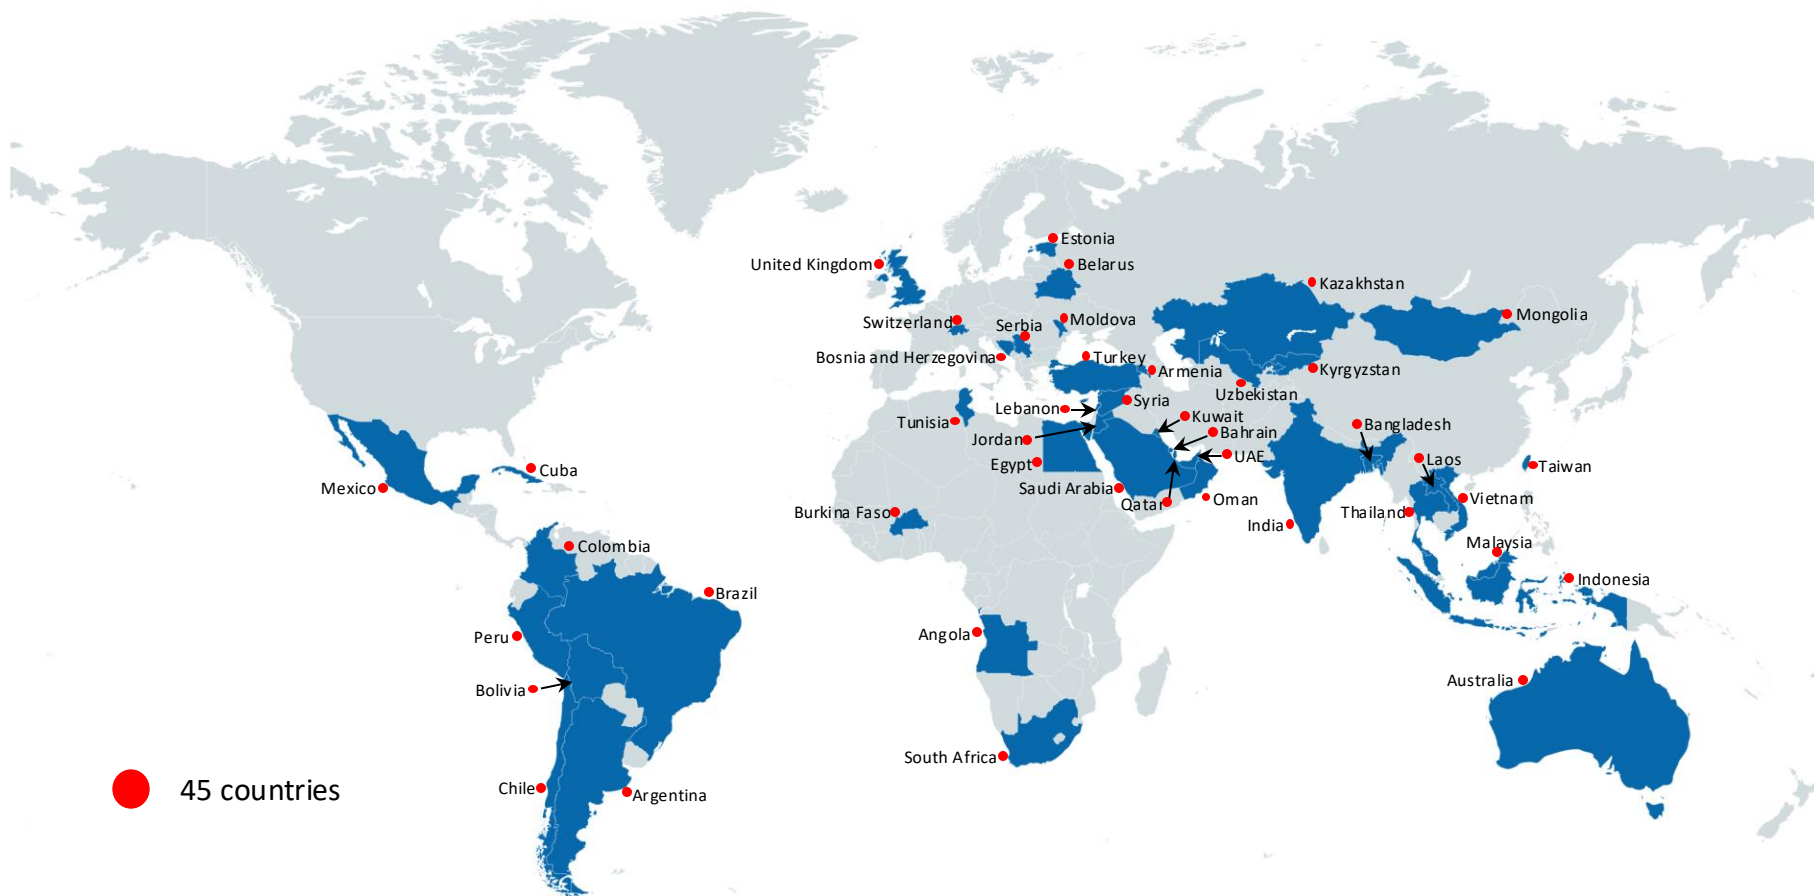 Estonia
United Kingdom
Belarus
Kazakhstan
Switzerland
Serbia
Moldova
Mongolia
Bosnia and Herzegovina
Turkey
Armenia
Kyrgyzstan
Uzbekistan
Lebanon
Syria
Tunisia
Kuwait
Bangladesh
Jordan
Bahrain
Egypt
UAE
Laos
Taiwan
Cuba
Mexico
Saudi Arabia
Qatar
Oman
Vietnam
Burkina Faso
India
Thailand
Colombia
Malaysia
Indonesia
Brazil
Peru
Angola
Bolivia
Australia
South Africa
Chile
Argentina
45 countries